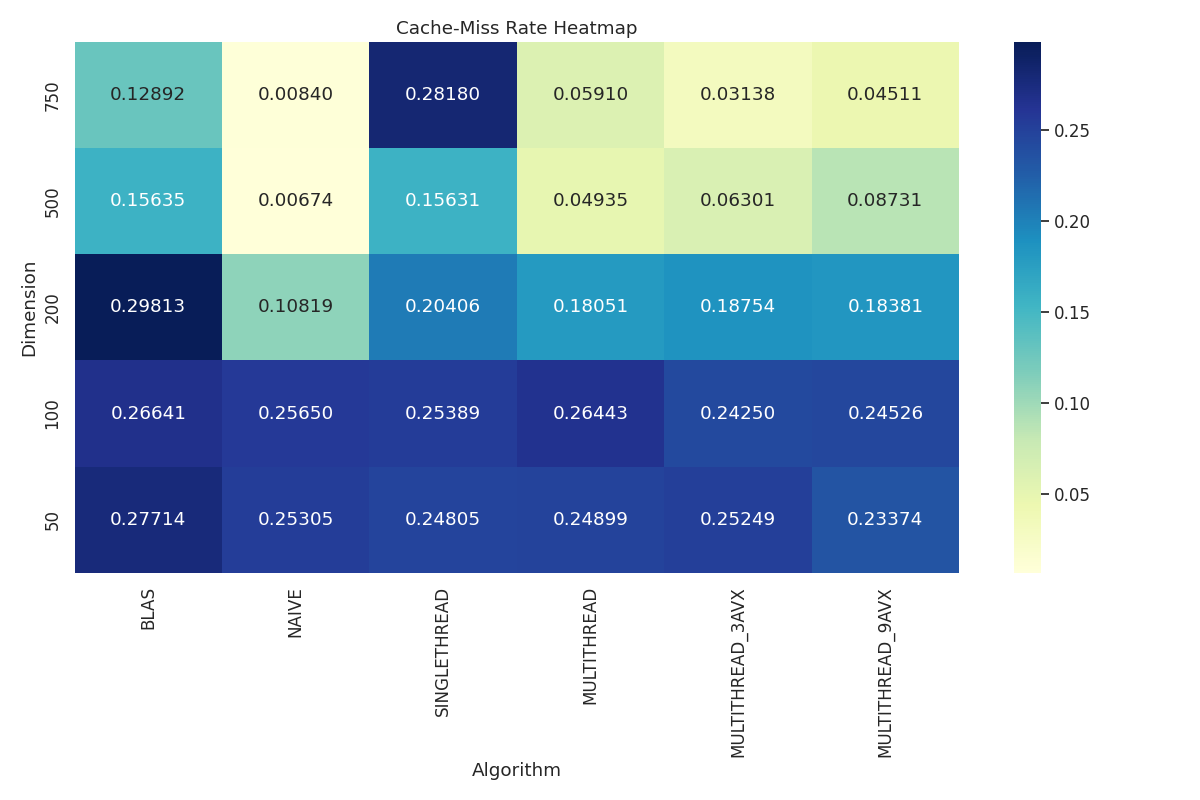 Cache-Miss Rate Heatmap
Dimension
750
0.12892 0.00840 0.28180 0.05910 0.03138 0.04511
500
0.15635 0.00674 0.15631 0.04935 0.06301 0.08731
200
0.29813 0.10819 0.20406 0.18051 0.18754 0.18381
100
0.26641 0.25650 0.25389 0.26443 0.24250 0.24526
50
0.27714 0.25305 0.24805 0.24899 0.25249 0.23374
BLAS
NAIVE
SINGLETHREAD
MULTITHREAD
MULTITHREAD_3AVX
MULTITHREAD_9AVX
Algorithm
0.25
0.20
0.15
0.10
0.05